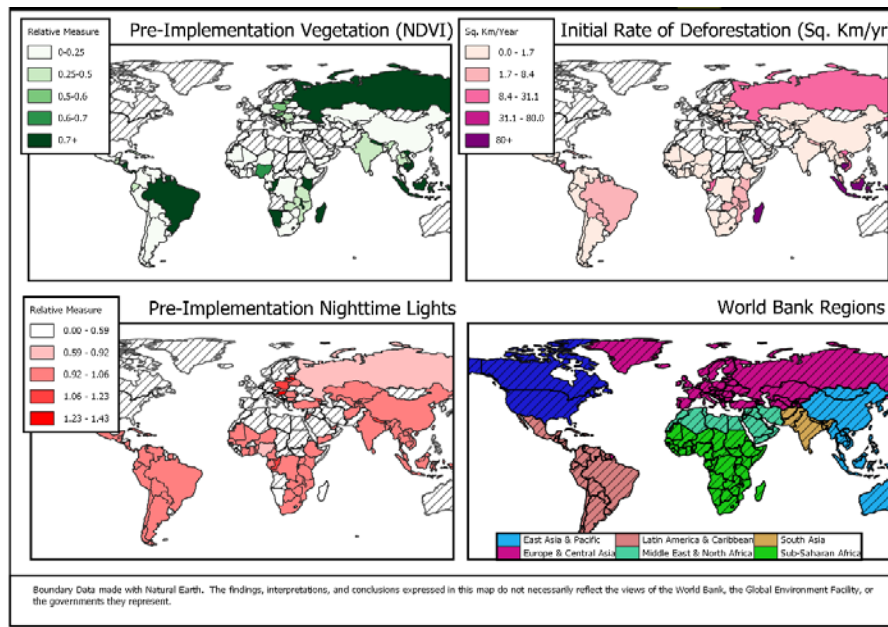 Pre-Implementation Vegetation (NDVI)
Relative Measure
0-0.25
0.25-0.5
0.5-0.6
0.6-0.7
0.7+
Initial Rate of Deforestation (Sq. Km/yr
Sq. Km/Year
0.0 - 1.7
1.7 - 8.4
8.4 - 31.1
31.1 - 80.0
80+
Pre-Implementation Nighttime Lights
Relative Measure
0.00 - 0.59
0.59 - 0.92
0.92 - 1.06
1.06 - 1.23
1.23 - 1.43
World Bank Regions
East Asia & Pacific
Latin America & Caribbean
South Asia
Europe & Central Asia
Middle East & North Africa
Sub-Saharan Africa
Boundary Data made with Natural Earth. The findings, interpretations, and conclusions expressed in this map do not necessarily reflect the views of the World Bank, the Global Environment Facility, or
the governments they represent.